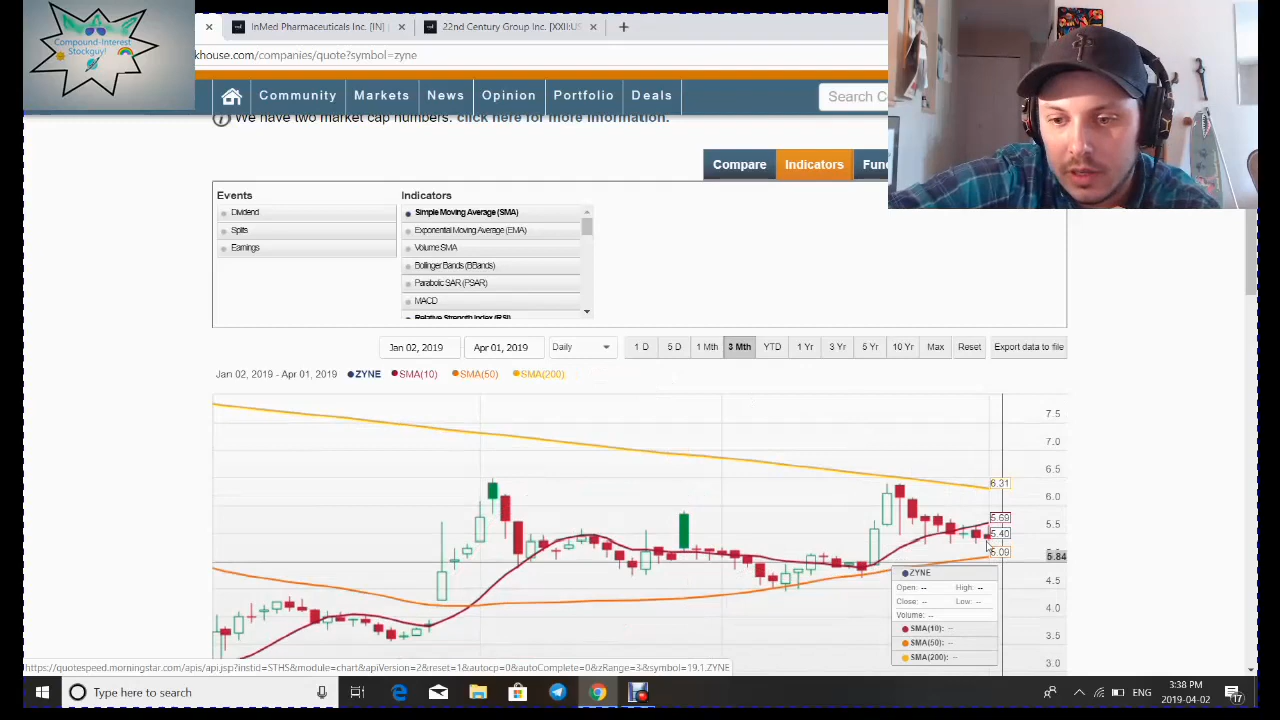 Compound-Interest
Stockguy!
InMed Pharmaceuticals Inc. [IN
22nd Century Group Inc. [XXII:US
khouse.com/companies/quote?symbol=zyne
Community
Markets
News
Opinion
Portfolio
Deals
Search C
We have two market cap numbers. click here for more information.
Compare
Indicators
Fun
Events
Indicators
Dividend
Splits
Earnings
Simple Moving Average (SMA)
Exponential Moving Average (EMA)
Volume SMA
Bollinger Bands (BBands)
Parabolic SAR (PSAR)
MACD
Relative Strength Index (RSI)
Jan 02, 2019
Apr 01, 2019
Daily
1 D
5 D
1 Mth
3 Mth
YTD
1 Yr
3 Yr
5 Yr
10 Yr
Max
Reset
Export data to file
Jan 02, 2019 - Apr 01, 2019
ZYNE
SMA(10)
SMA(50)
SMA(200)
7.5
7.0
6.5
6.31
6.0
5.69
5.5
5.40
5.09
5.84
4.5
4.0
3.5
3.0
ZYNE
Open: -- High: --
Close: -- Low: --
Volume: --
SMA(10): --
SMA(50): --
SMA(200): --
https://quotespeed.morningstar.com/apis/api.jsp?instid=STHS&module=chart&apiVersion=2&reset=1&autocp=0&autoComplete=0&zRange=3&symbol=19.1.ZYNE
Type here to search
ENG
3:38 PM
2019-04-02
17